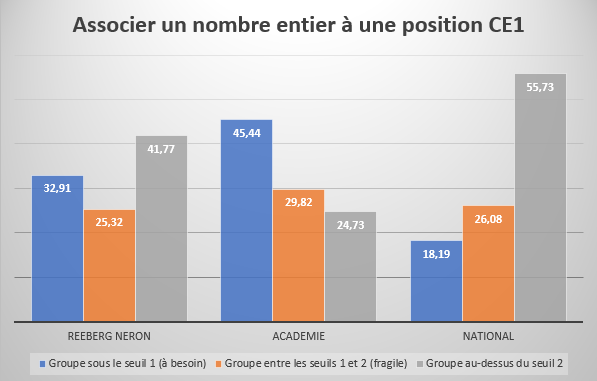 Associer un nombre entier à une position CE1
32,91
25,32
41,77
45,44
29,82
24,73
18,19
26,08
55,73
REEBERG NERON
ACADEMIE
NATIONAL
Groupe sous le seuil 1 (à besoin)
Groupe entre les seuils 1 et 2 (fragile)
Groupe au-dessus du seuil 2